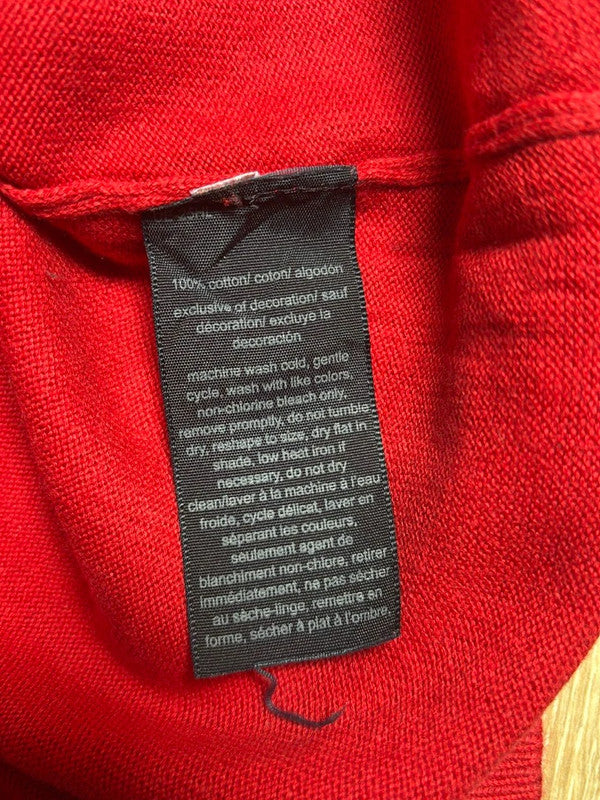 100% cotton/ coton/ algodón
exclusive of decoration/ sauf
décoration/ excluye la
decoración
machine wash cold, gentle
cycle, wash with like colors,
non-chlorine bleach only,
remove promptly, do not tumble
dry, reshape to size, dry flat in
shade, low heat iron if
necessary, do not dry
clean/laver à la machine à l'eau
froide, cycle délicat, laver en
séparant les couleurs,
seulement agent de
blanchiment non-chlore, retirer
immédiatement, ne pas sécher
au sèche-linge, remettre en
forme, sécher à plat à l'ombre,